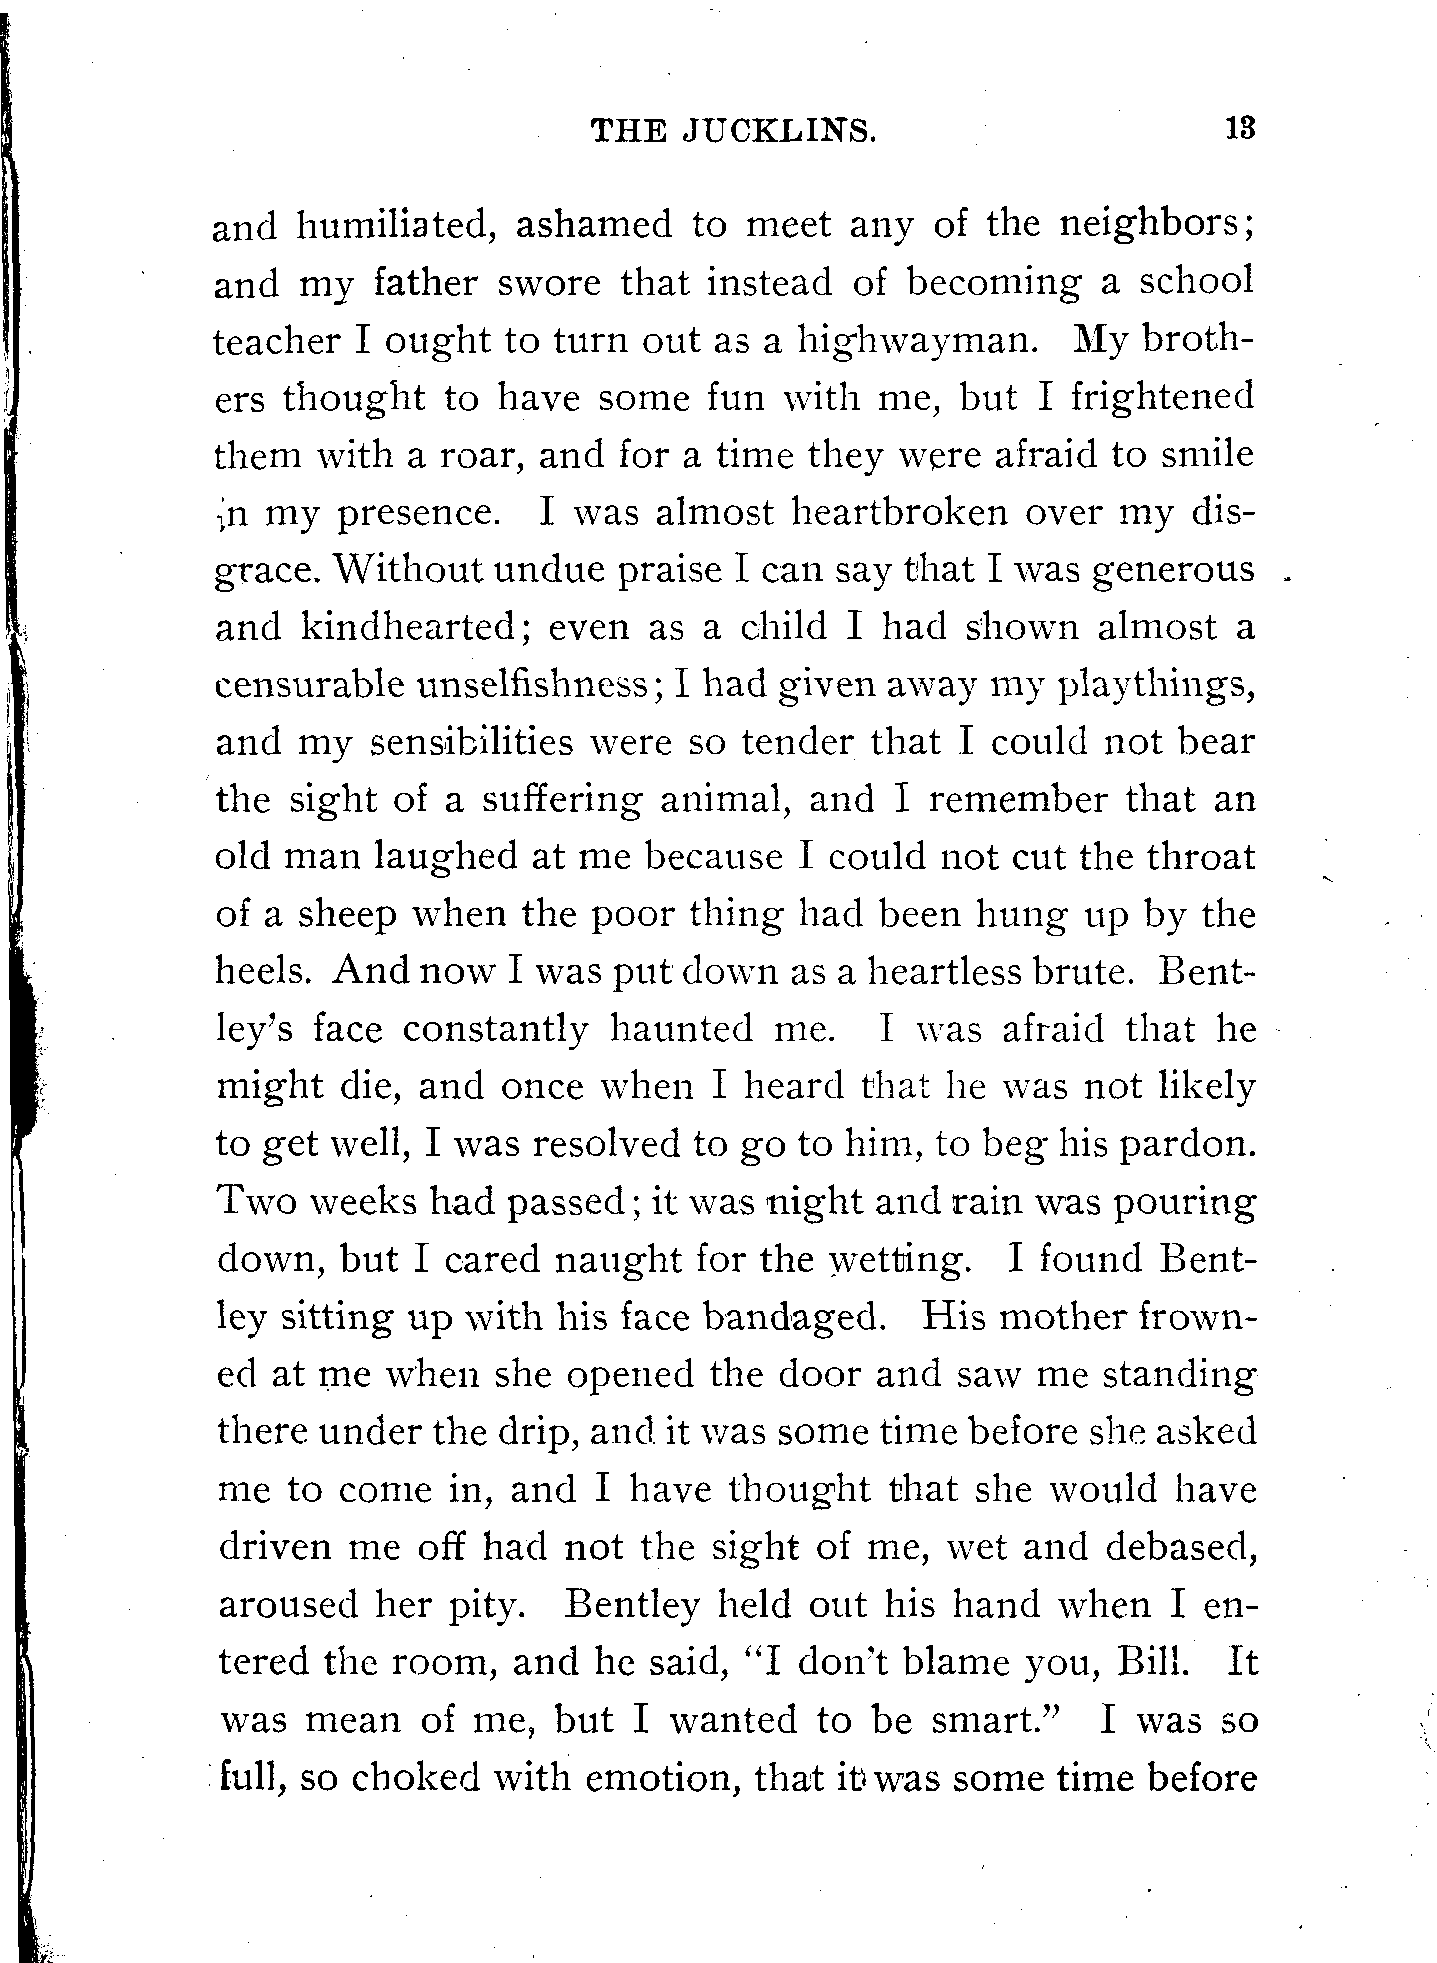 THE JUCKLINS. 13
and humiliated, ashamed to meet any of the neighbors;
and my father swore that instead of becoming a school
teacher I ought to turn out as a highwayman. My broth-
ers thought to have some fun with me, but I frightened
them with a roar, and for a time they were afraid to smile
in my presence. I was almost heartbroken over my dis-
grace. Without undue praise I can say that I was generous
and kindhearted; even as a child I had shown almost a
censurable unselfishness; I had given away my playthings,
and my sensibilities were so tender that I could not bear
the sight of a suffering animal, and I remember that an
old man laughed at me because I could not cut the throat
of a sheep when the poor thing had been hung up by the
heels. And now I was put down as a heartless brute. Bent-
ley's face constantly haunted me. I was afraid that he
might die, and once when I heard that he was not likely
to get well, I was resolved to go to him, to beg his pardon.
Two weeks had passed; it was night and rain was pouring
down, but I cared naught for the wetting. I found Bent-
ley sitting up with his face bandaged. His mother frown-
ed at me when she opened the door and saw me standing
there under the drip, and it was some time before she asked
me to come in, and I have thought that she would have
driven me off had not the sight of me, wet and debased,
aroused her pity. Bentley held out his hand when I en-
tered the room, and he said, "I don't blame you, Bill. It
was mean of me, but I wanted to be smart." I was so
full, so choked with emotion, that it was some time before